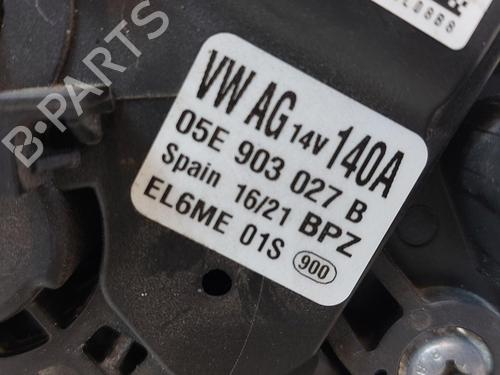 B-PARTS
VW AG 14V 140A
05E 903 027 B
Spain 16/21 BPZ
EL6ME 01S 900